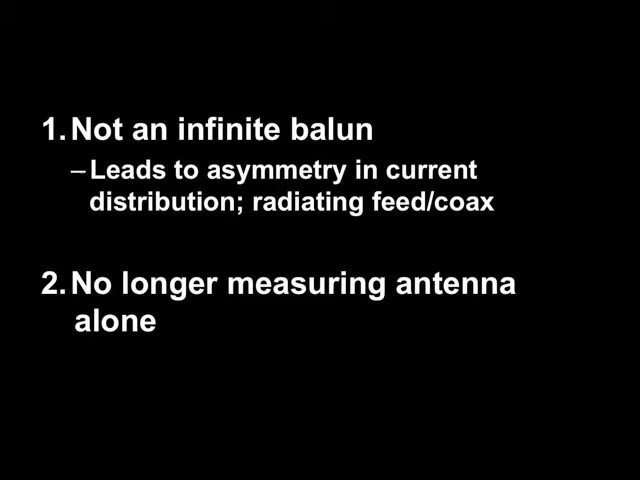 1. Not an infinite balun
– Leads to asymmetry in current
distribution; radiating feed/coax
2. No longer measuring antenna
alone